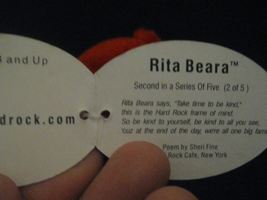 and Up
drock.com
Rita Beara™
Second in a Series Of Five (2 of 5)
Rita Beara says, "Take time to be kind,"
this is the Hard Rock frame of mind.
So be kind to yourself, be kind to all you see,
'cuz at the end of the day, we're all one big fam
Poem by Sheri Fine
Rock Cafe, New York